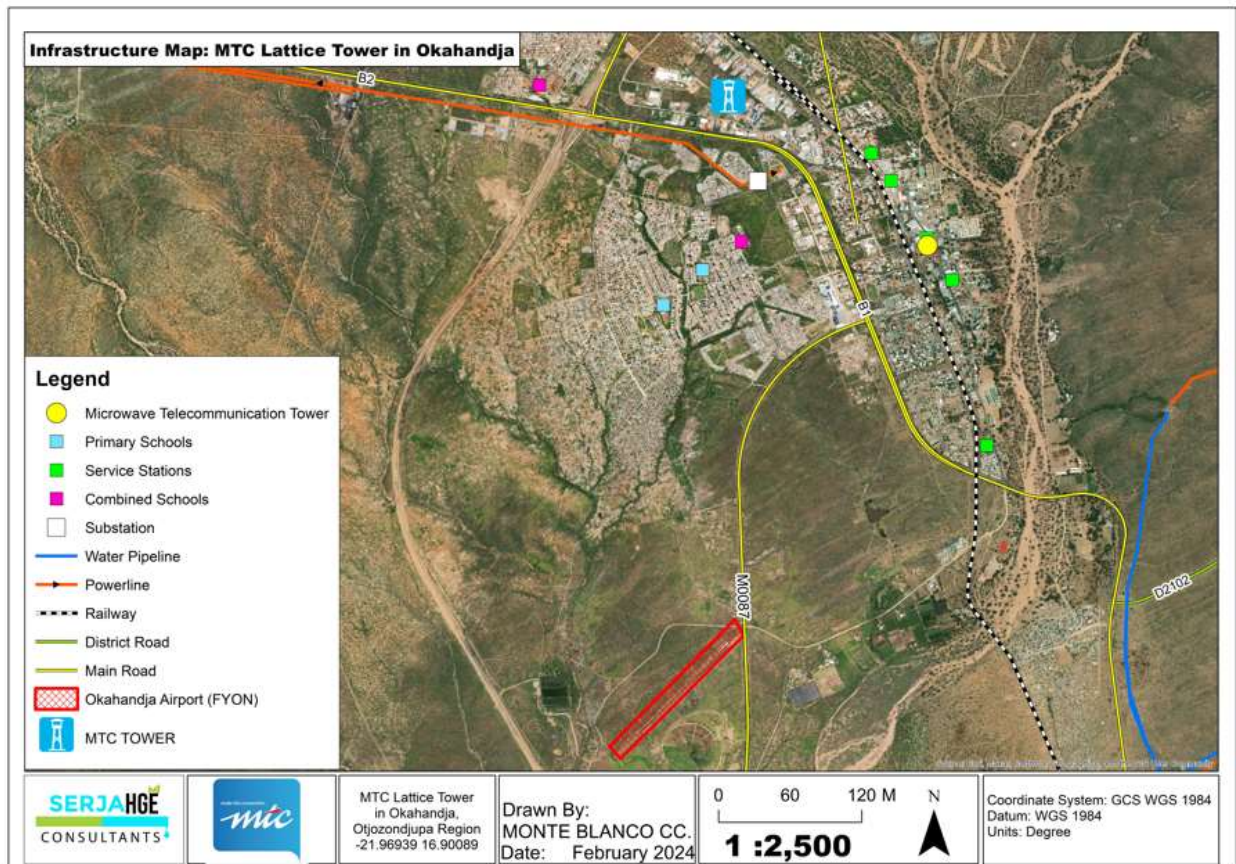 Infrastructure Map: MTC Lattice Tower in Okahandja
B2
B1
M0087
D2102
Legend
Microwave Telecommunication Tower
Primary Schools
Service Stations
Combined Schools
Substation
Water Pipeline
Powerline
Railway
District Road
Main Road
Okahandja Airport (FYON)
MTC TOWER
SERJAHGE
CONSULTANTS
mtc
MTC Lattice Tower
in Okahandja,
Otjozondjupa Region
-21.96939 16.90089
Drawn By:
MONTE BLANCO CC.
Date: February 2024
0 60 120 M
1 :2,500
N
Coordinate System: GCS WGS 1984
Datum: WGS 1984
Units: Degree